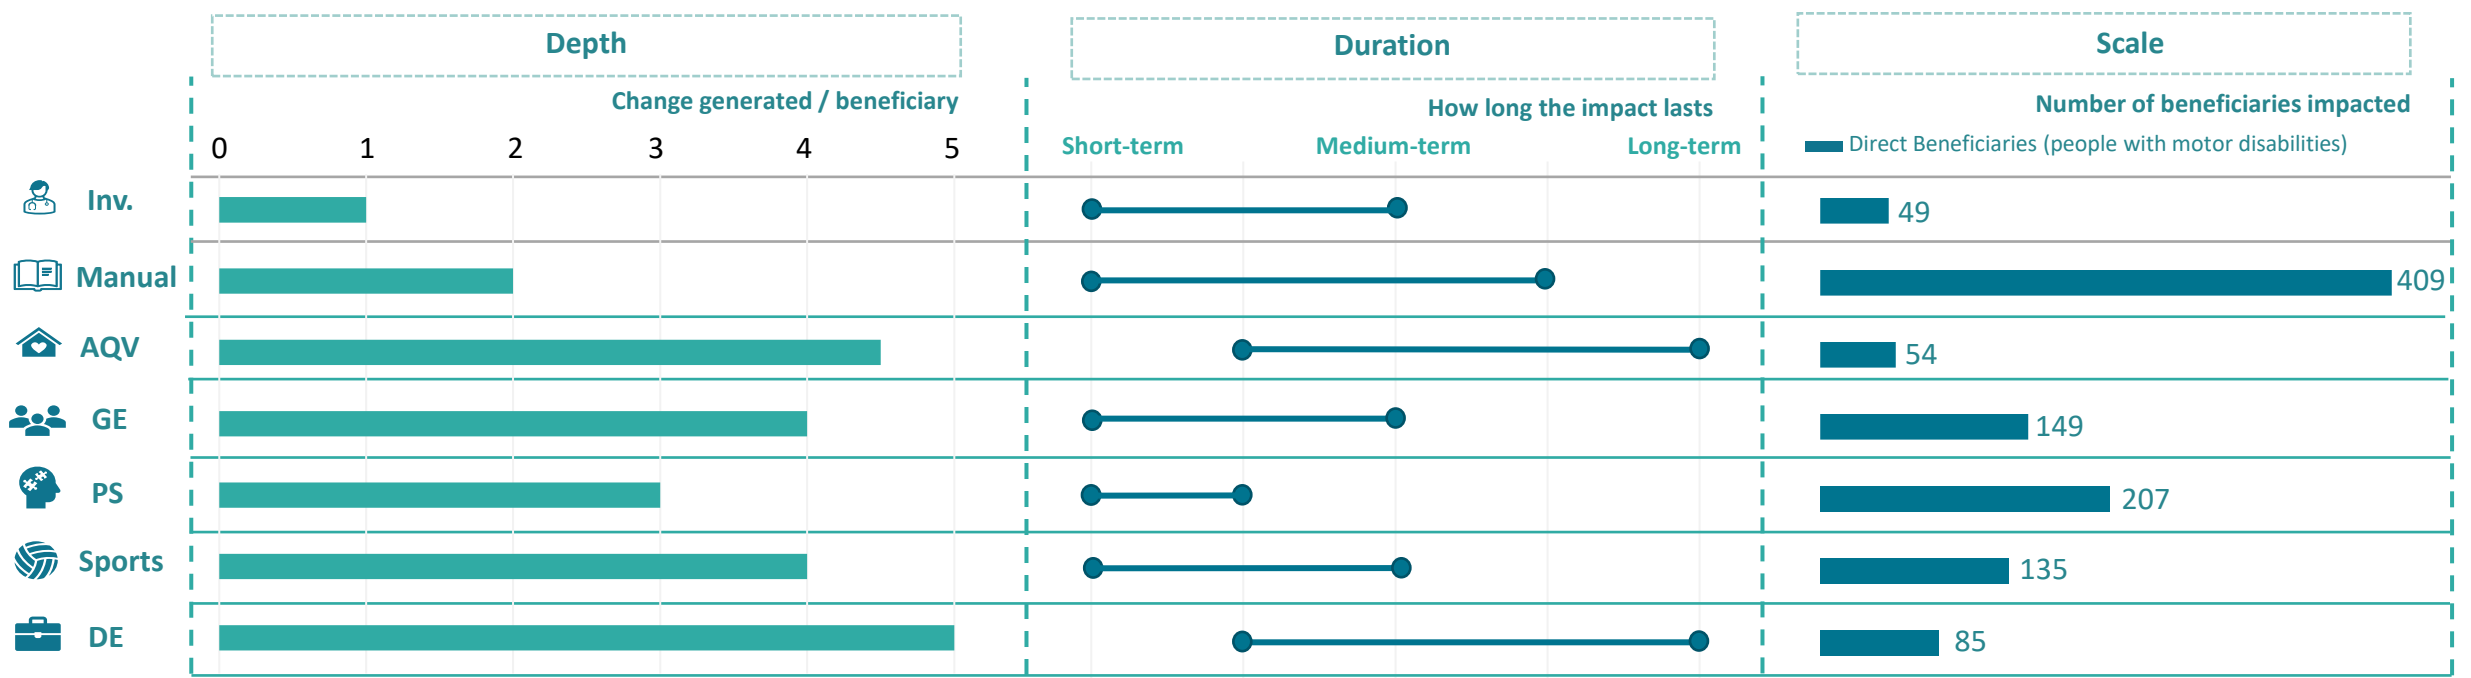 Depth
Duration
Scale
Change generated / beneficiary
How long the impact lasts
Number of beneficiaries impacted
0 1 2 3 4 5
Short-term Medium-term Long-term
Direct Beneficiaries (people with motor disabilities)
Inv.
49
Manual
409
AQV
54
GE
149
PS
207
Sports
135
DE
85